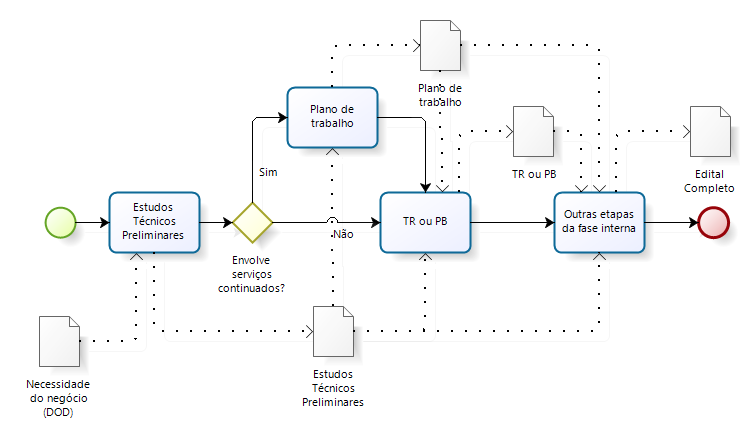 Plano de
trabalho
Plano de
trabalho
TR ou PB
Edital
Completo
Sim
Estudos
Técnicos
Preliminares
TR ou PB
Outras etapas
da fase interna
Não
Envolve
serviços
continuados?
Necessidade
do negócio
(DOD)
Estudos
Técnicos
Preliminares